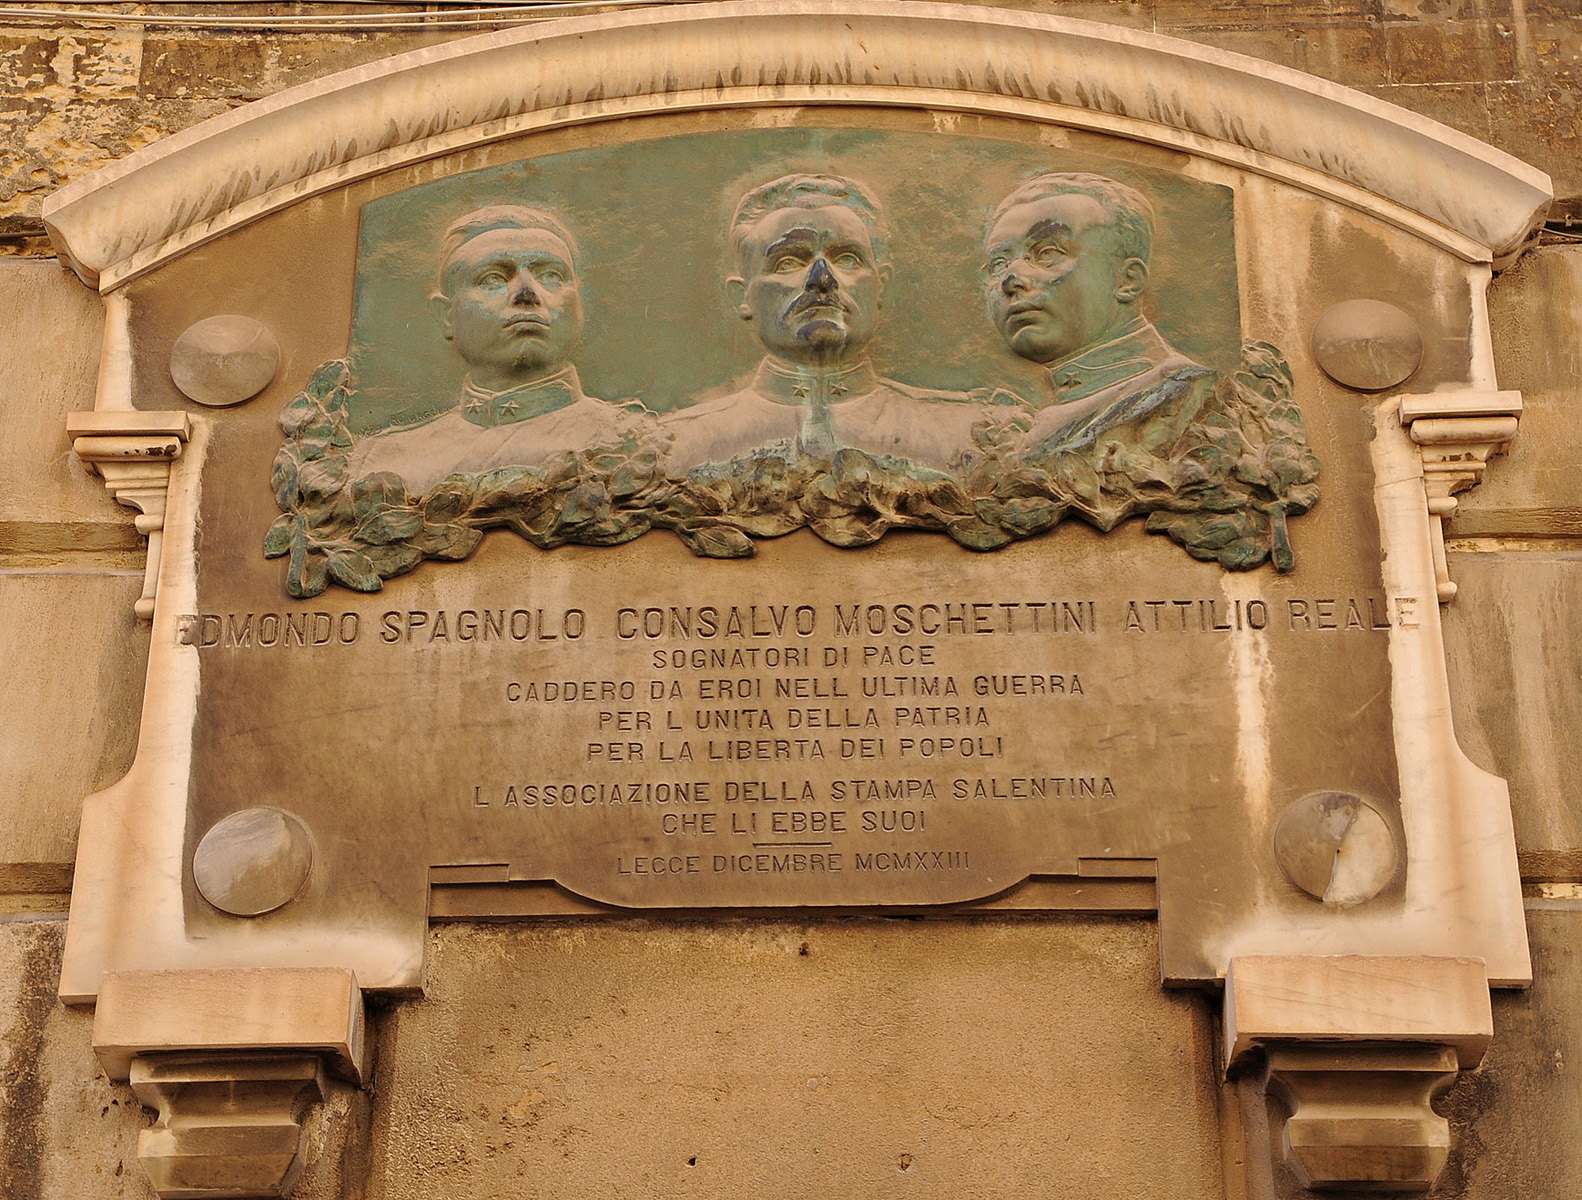 EDMONDO SPAGNOLO CONSALVO MOSCHETTINI ATTILIO REALE
SOGNATORI DI PACE
CADDERO DA EROI NELL ULTIMA GUERRA
PER L UNITA DELLA PATRIA
PER LA LIBERTA DEI POPOLI
L ASSOCIAZIONE DELLA STAMPA SALENTINA
CHE LI EBBE SUOI
LECCE DICEMBRE MCMXXIII